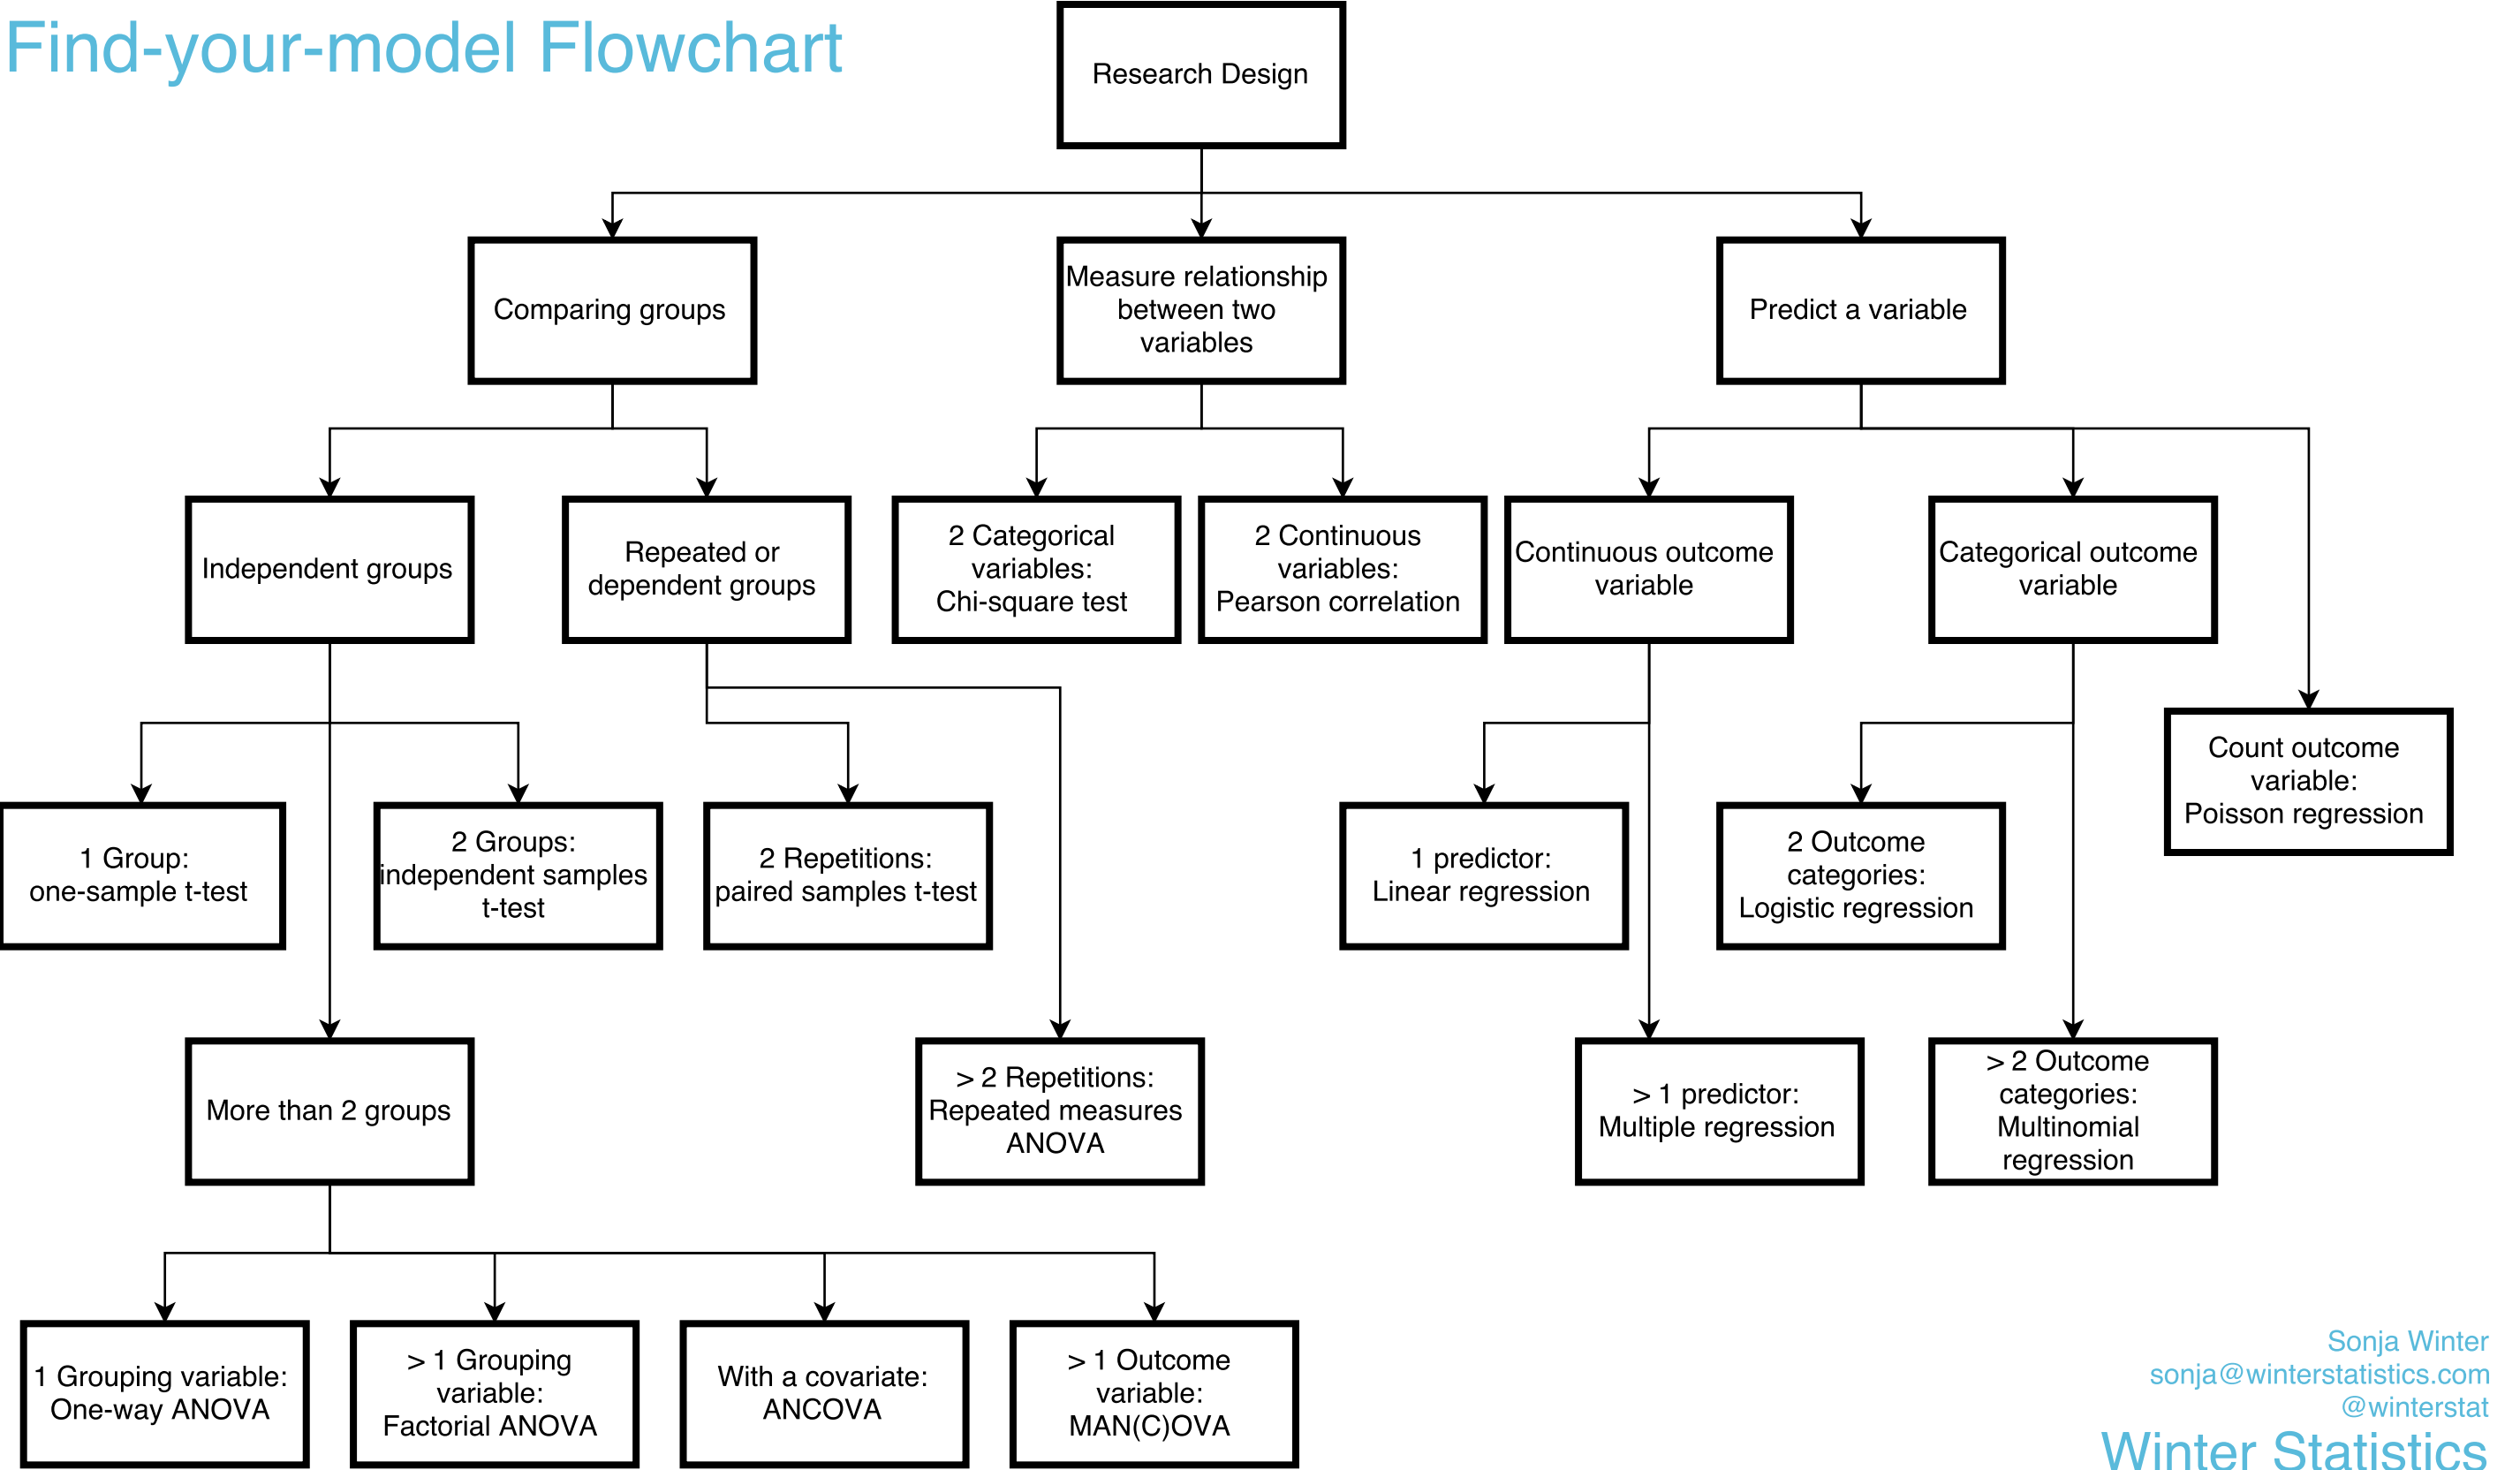 Find-your-model Flowchart
Research Design
Comparing groups
Measure relationship
between two
variables
Predict a variable
Independent groups
Repeated or
dependent groups
2 Categorical
variables:
Chi-square test
2 Continuous
variables:
Pearson correlation
Continuous outcome
variable
Categorical outcome
variable
Count outcome
variable:
Poisson regression
1 Group:
one-sample t-test
2 Groups:
independent samples
t-test
2 Repetitions:
paired samples t-test
1 predictor:
Linear regression
2 Outcome
categories:
Logistic regression
More than 2 groups
> 2 Repetitions:
Repeated measures
ANOVA
> 1 predictor:
Multiple regression
> 2 Outcome
categories:
Multinomial
regression
1 Grouping variable:
One-way ANOVA
> 1 Grouping
variable:
Factorial ANOVA
With a covariate:
ANCOVA
> 1 Outcome
variable:
MAN(C)OVA
Sonja Winter
sonja@winterstatistics.com
@winterstat
Winter Statistics